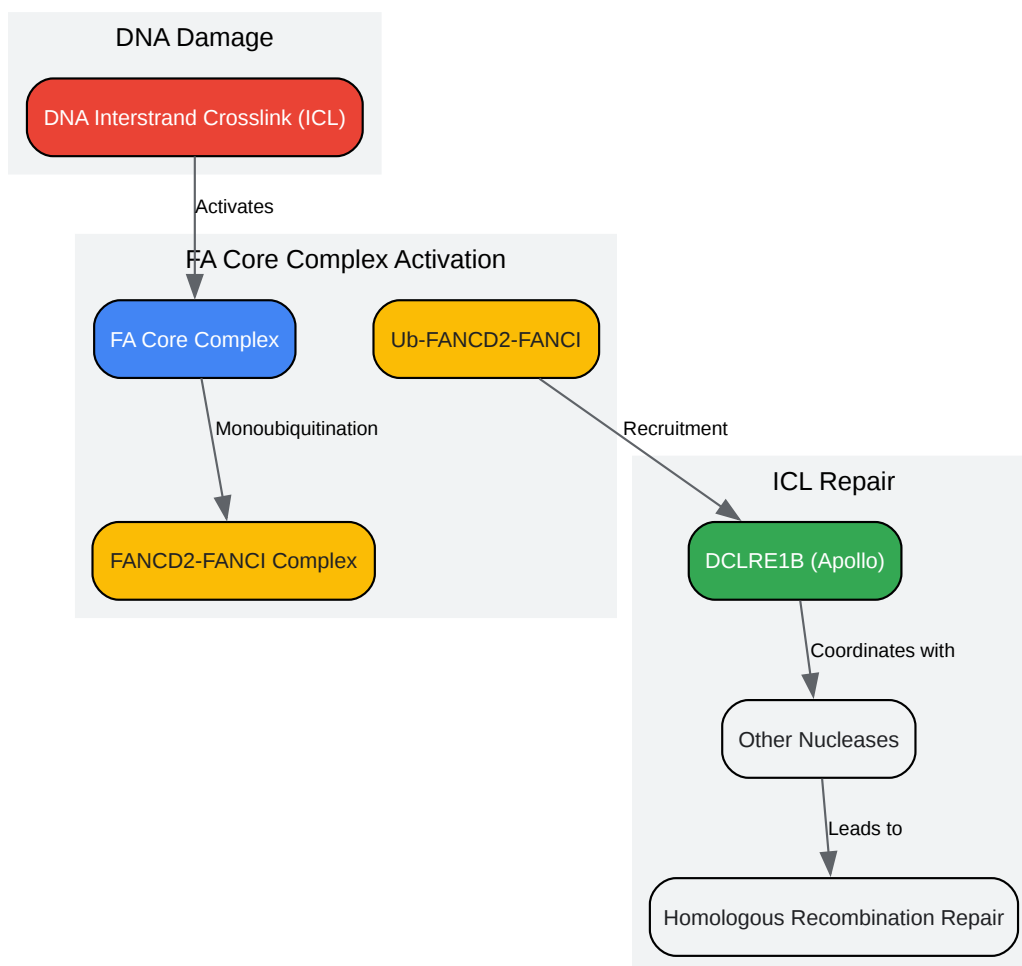 DNA Damage
DNA Interstrand Crosslink (ICL)
Activates
FA Core Complex Activation
FA Core Complex
Ub-FANCD2-FANCI
Monoubiquitination
Recruitment
ICL Repair
FANCD2-FANCI Complex
DCLRE1B (Apollo)
Coordinates with
Other Nucleases
Leads to
Homologous Recombination Repair